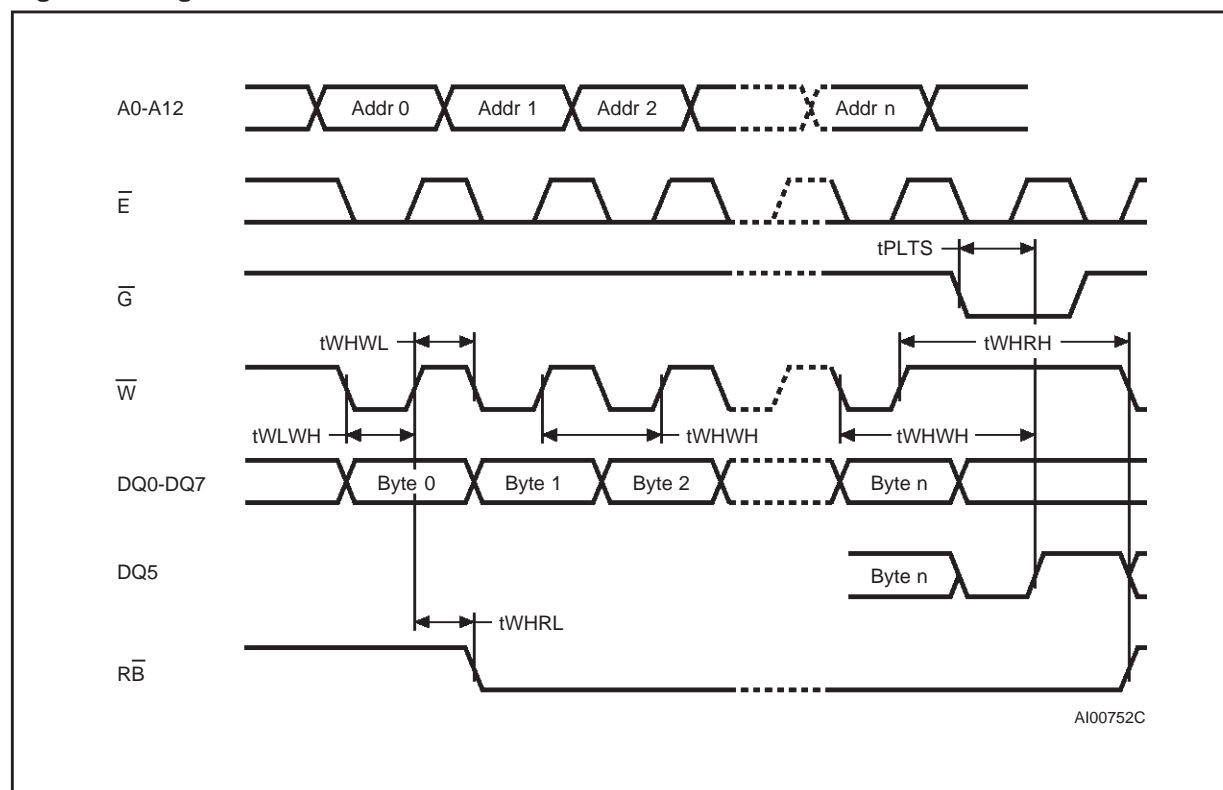 A0-A12
Addr 0
Addr 1
Addr 2
Addr n
E̅
tPLTS
G̅
tWHWL
tWHRH
W̅
tWLWH
tWHWH
tWHWH
DQ0-DQ7
Byte 0
Byte 1
Byte 2
Byte n
DQ5
Byte n
tWHRL
RB̅
AI00752C